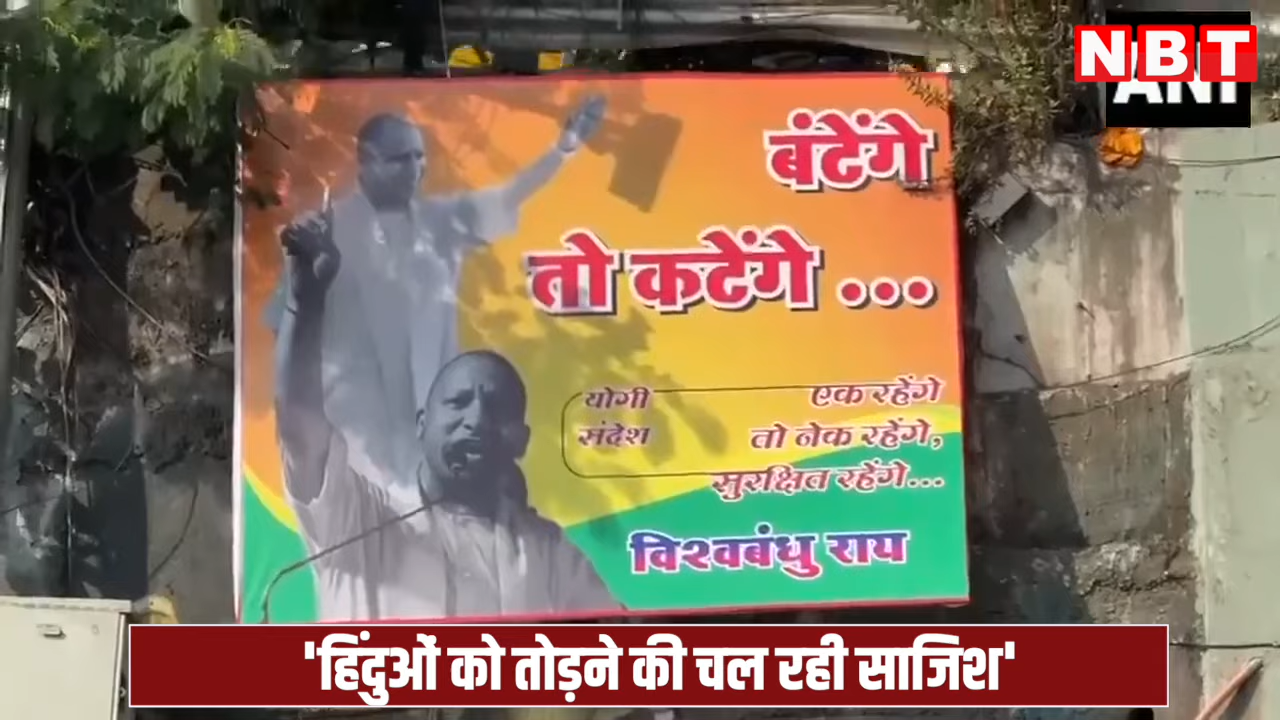 NBT
ANI
बंटेंगे
तो कटेंगे ...
योगी
संदेश
एक रहेंगे
तो नेक रहेंगे,
सुरक्षित रहेंगे...
विश्वबंधु राय
'हिंदुओं को तोड़ने की चल रही साजिश'